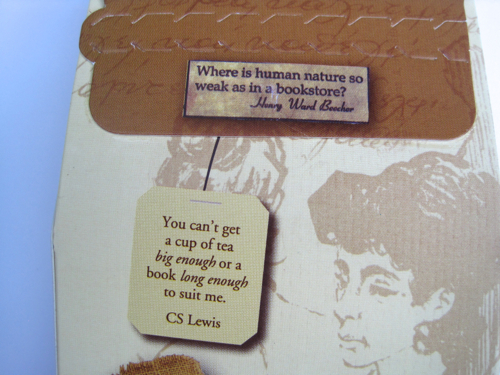 Where is human nature so
weak as in a bookstore?
Henry Ward Beecher
You can't get
a cup of tea
big enough or a
book long enough
to suit me.
CS Lewis